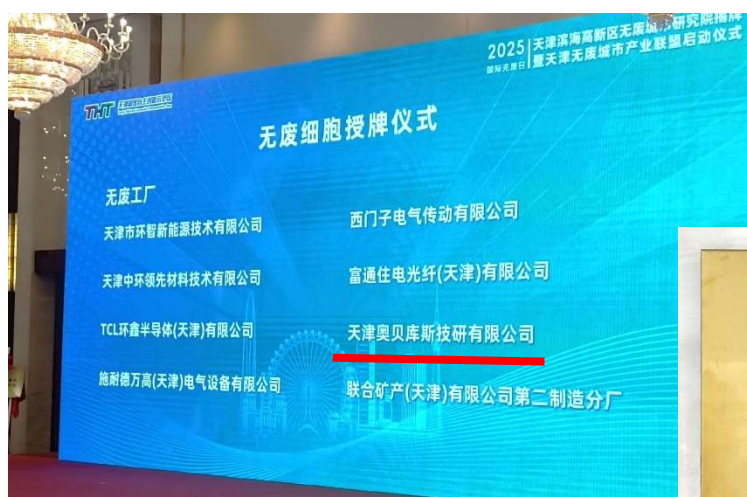 2025
国际无废日
天津滨海高新区无废城市研究院揭牌
暨天津无废城市产业联盟启动仪式
THT
无废细胞授牌仪式
无废工厂
天津市环智新能源技术有限公司
天津中环领先材料技术有限公司
TCL环鑫半导体(天津)有限公司
施耐德万高(天津)电气设备有限公司
西门子电气传动有限公司
富通住电光纤(天津)有限公司
天津奥贝库斯技研有限公司
联合矿产(天津)有限公司第二制造分厂